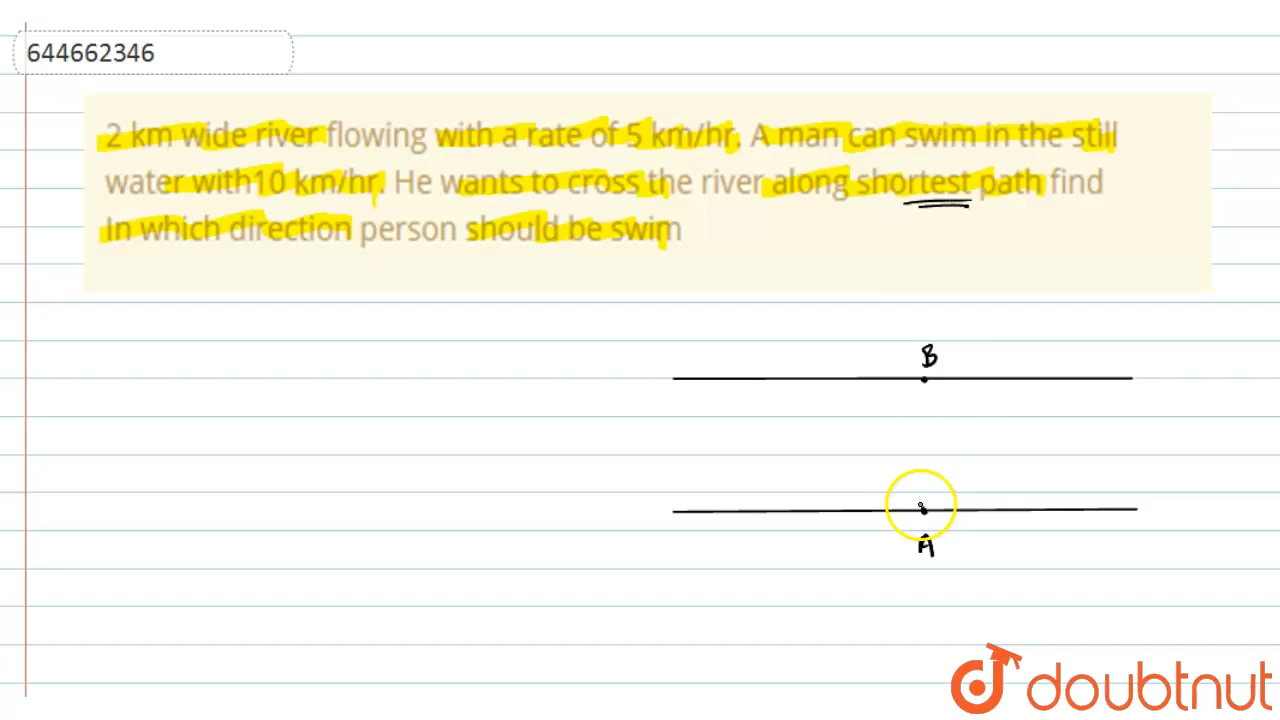 644662346
2 km wide river flowing with a rate of 5 km/hr. A man can swim in the still
water with10 km/hr. He wants to cross the river along shortest path find
In which direction person should be swim
B
A
doubtnut